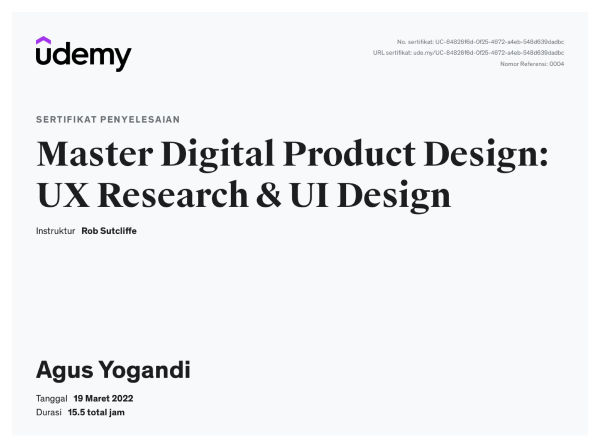 udemy
No. sertifikat: UC-84828f6d-0f25-4972-a4eb-548d639dadbc
URL sertifikat: ude.my/UC-84828f6d-0f25-4972-a4eb-548d639dadbc
Nomor Referensi: 0004
SERTIFIKAT PENYELESAIAN
Master Digital Product Design:
UX Research & UI Design
Instruktur Rob Sutcliffe
Agus Yogandi
Tanggal 19 Maret 2022
Durasi 15.5 total jam